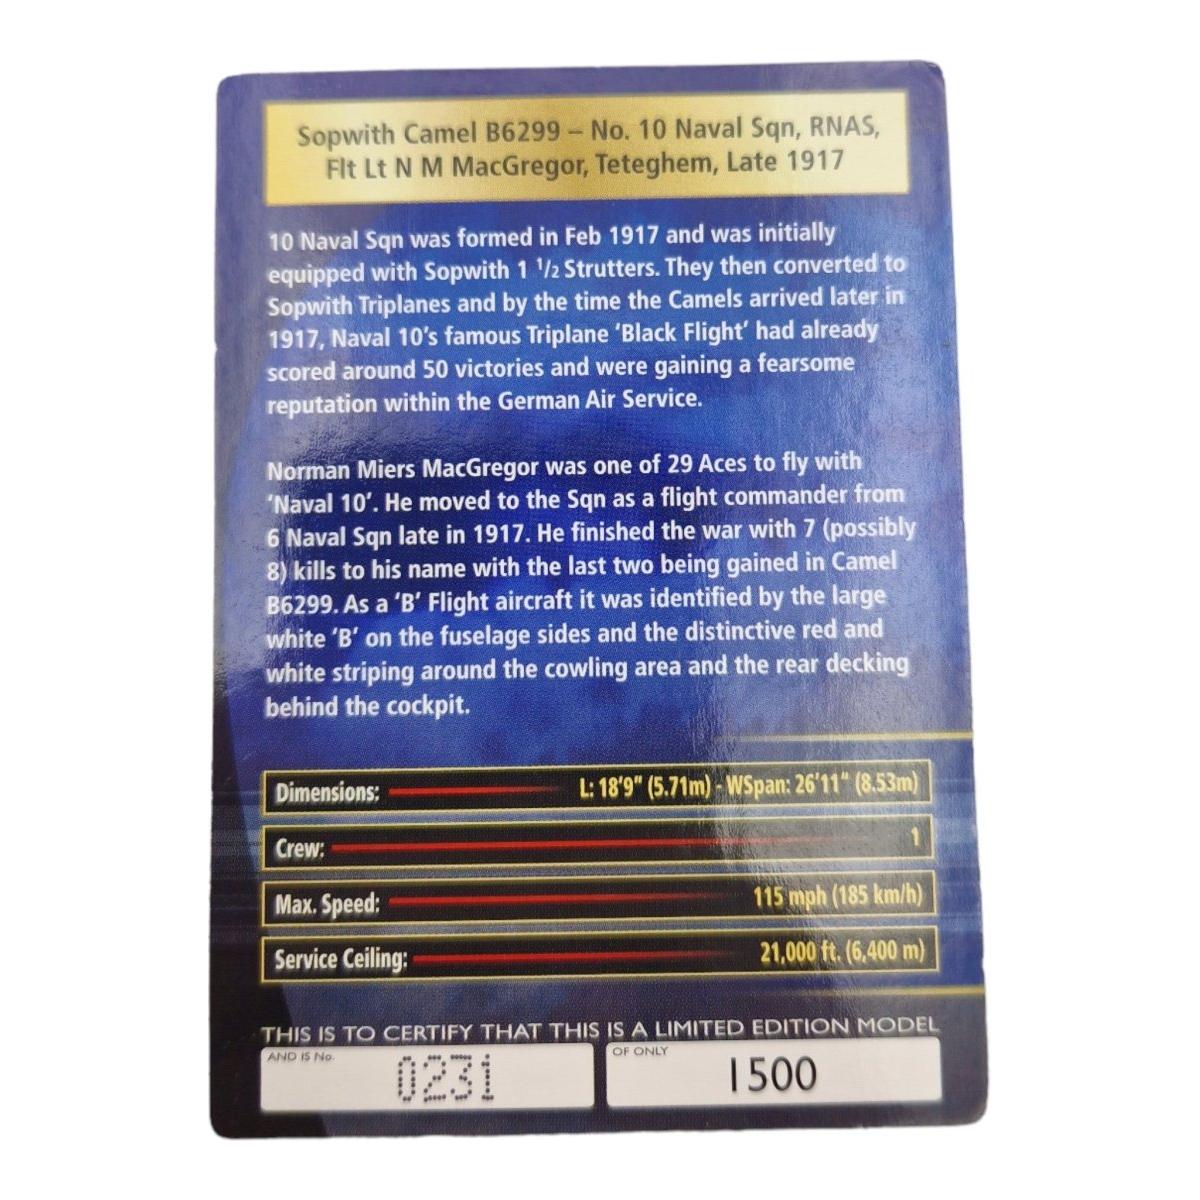 Sopwith Camel B6299 – No. 10 Naval Sqn, RNAS,
Flt Lt N M MacGregor, Teteghem, Late 1917
10 Naval Sqn was formed in Feb 1917 and was initially
equipped with Sopwith 1 1/2 Strutters. They then converted to
Sopwith Triplanes and by the time the Camels arrived later in
1917, Naval 10's famous Triplane 'Black Flight' had already
scored around 50 victories and were gaining a fearsome
reputation within the German Air Service.
Norman Miers MacGregor was one of 29 Aces to fly with
'Naval 10'. He moved to the Sqn as a flight commander from
6 Naval Sqn late in 1917. He finished the war with 7 (possibly
8) kills to his name with the last two being gained in Camel
B6299. As a 'B' Flight aircraft it was identified by the large
white 'B' on the fuselage sides and the distinctive red and
white striping around the cowling area and the rear decking
behind the cockpit.
Dimensions: L: 18'9" (5.71m) - WSpan: 26'11" (8.53m)
Crew: 1
Max. Speed: 115 mph (185 km/h)
Service Ceiling: 21,000 ft. (6,400 m)
THIS IS TO CERTIFY THAT THIS IS A LIMITED EDITION MODEL
AND IS No. 0231 OF ONLY 1500